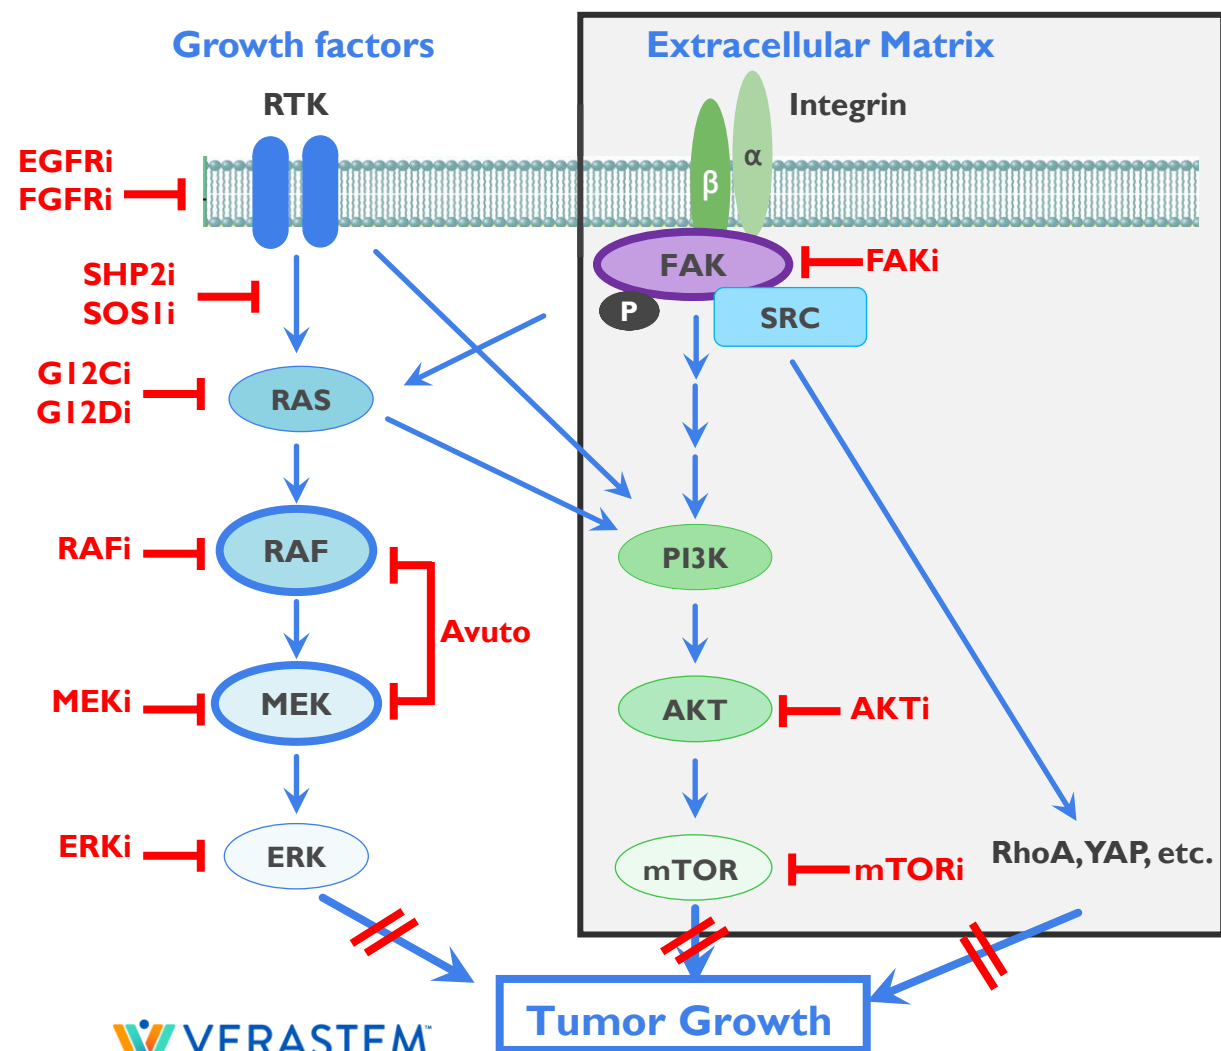 Growth factors
Extracellular Matrix
RTK
Integrin
EGFRi
FGFRi
α
β
FAK
FAKi
P
SRC
SHP2i
SOS1i
G12Ci
G12Di
RAS
RAFi
RAF
PI3K
Avuto
MEKi
MEK
AKT
AKTi
ERKi
ERK
mTOR
mTORi
RhoA, YAP, etc.
Tumor Growth
VERASTEM™